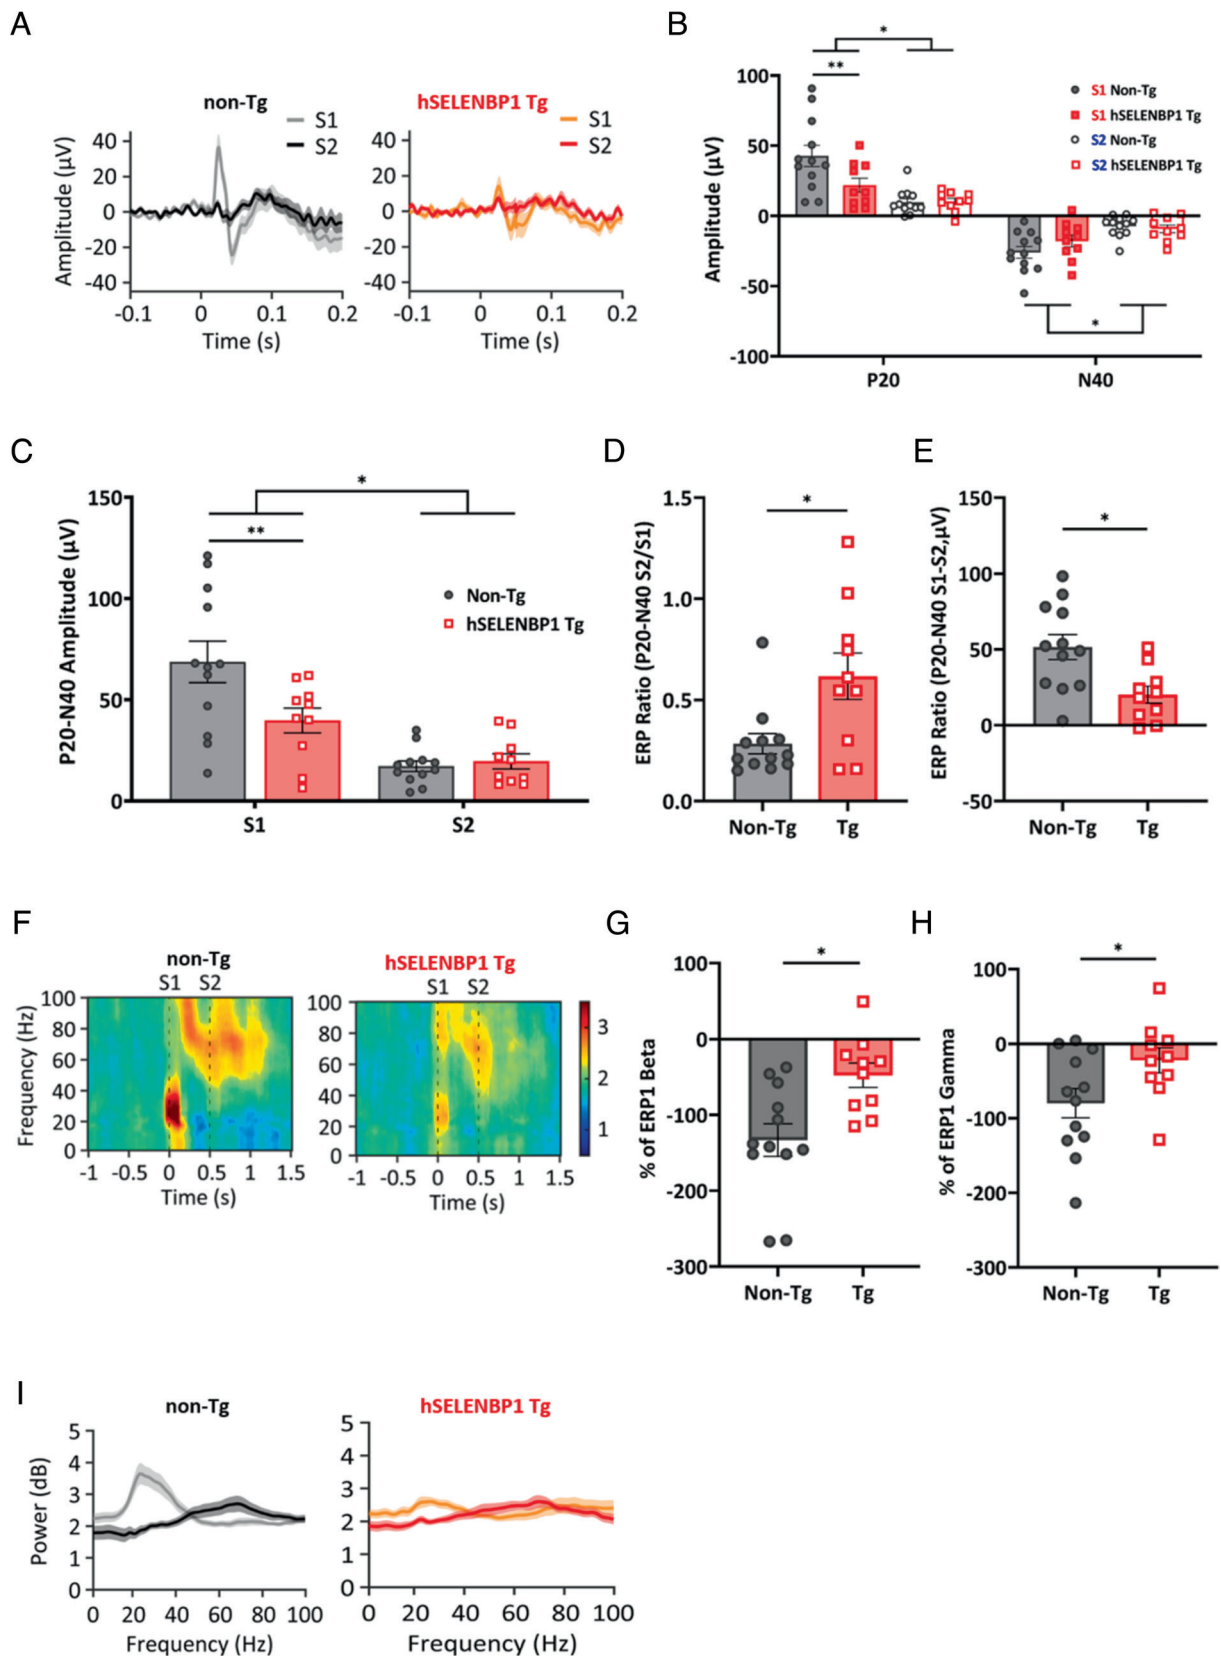 A
non-Tg
S1
S2
Amplitude (μV)
40
20
0
-20
-40
-0.1
0
0.1
0.2
Time (s)
hSELENBP1 Tg
S1
S2
40
20
0
-20
-40
-0.1
0
0.1
0.2
Time (s)
B
*
**
S1 Non-Tg
S1 hSELENBP1 Tg
S2 Non-Tg
S2 hSELENBP1 Tg
Amplitude (μV)
100
50
0
-50
-100
*
P20
N40
C
*
**
Non-Tg
hSELENBP1 Tg
P20-N40 Amplitude (μV)
150
100
50
0
S1
S2
D
*
ERP Ratio (P20-N40 S2/S1)
1.5
1.0
0.5
0.0
Non-Tg
Tg
E
*
ERP Ratio (P20-N40 S1-S2,μV)
150
100
50
0
-50
Non-Tg
Tg
F
non-Tg
S1
S2
Frequency (Hz)
100
80
60
40
20
0
-1
-0.5
0
0.5
1
1.5
Time (s)
hSELENBP1 Tg
S1
S2
100
80
60
40
20
0
-1
-0.5
0
0.5
1
1.5
Time (s)
3
2
1
G
*
% of ERP1 Beta
100
0
-100
-200
-300
Non-Tg
Tg
H
*
% of ERP1 Gamma
100
0
-100
-200
-300
Non-Tg
Tg
I
non-Tg
Power (dB)
5
4
3
2
1
0
0
20
40
60
80
100
Frequency (Hz)
hSELENBP1 Tg
5
4
3
2
1
0
0
20
40
60
80
100
Frequency (Hz)